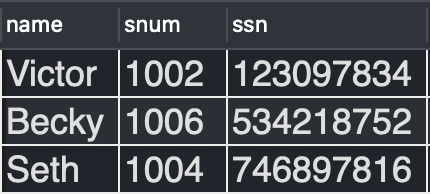 name snum ssn
Victor 1002 123097834
Becky 1006 534218752
Seth 1004 746897816